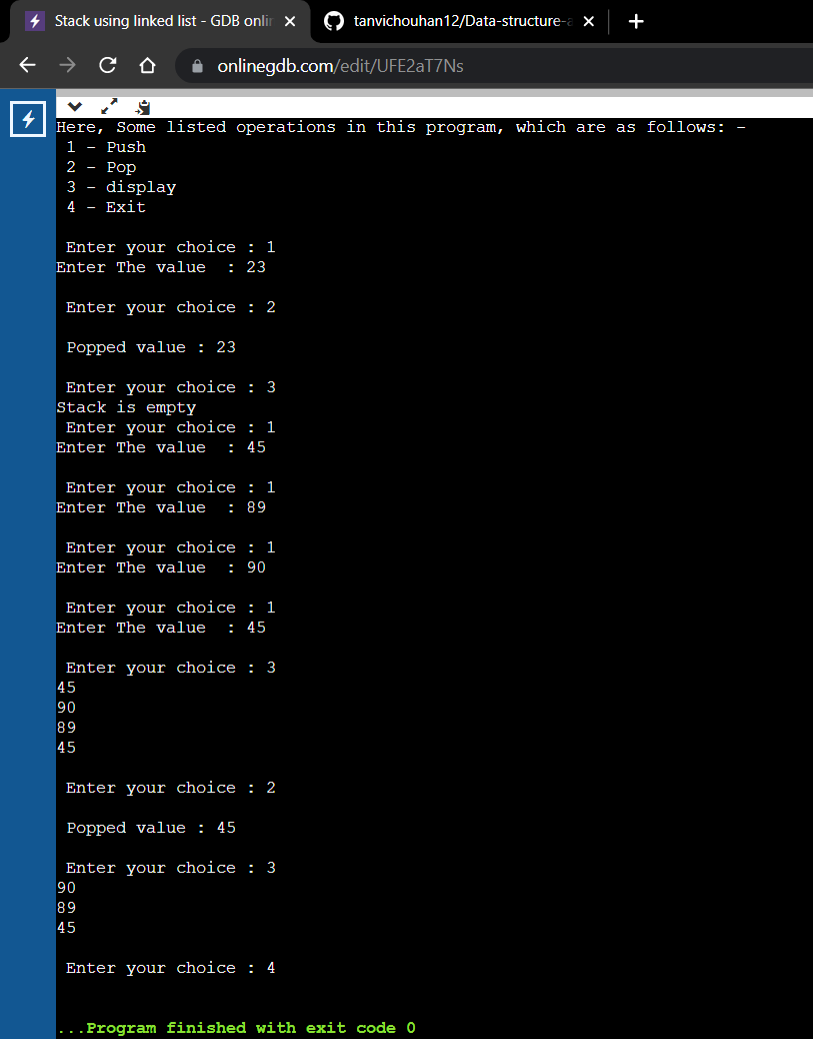 Stack using linked list - GDB onlin
tanvichouhan12/Data-structure-a
onlinegdb.com/edit/UFE2aT7Ns
Here, Some listed operations in this program, which are as follows: -
1 - Push
2 - Pop
3 - display
4 - Exit
Enter your choice : 1
Enter The value  : 23
Enter your choice : 2
Popped value : 23
Enter your choice : 3
Stack is empty
Enter your choice : 1
Enter The value  : 45
Enter your choice : 1
Enter The value  : 89
Enter your choice : 1
Enter The value  : 90
Enter your choice : 1
Enter The value  : 45
Enter your choice : 3
45
90
89
45
Enter your choice : 2
Popped value : 45
Enter your choice : 3
90
89
45
Enter your choice : 4
...Program finished with exit code 0